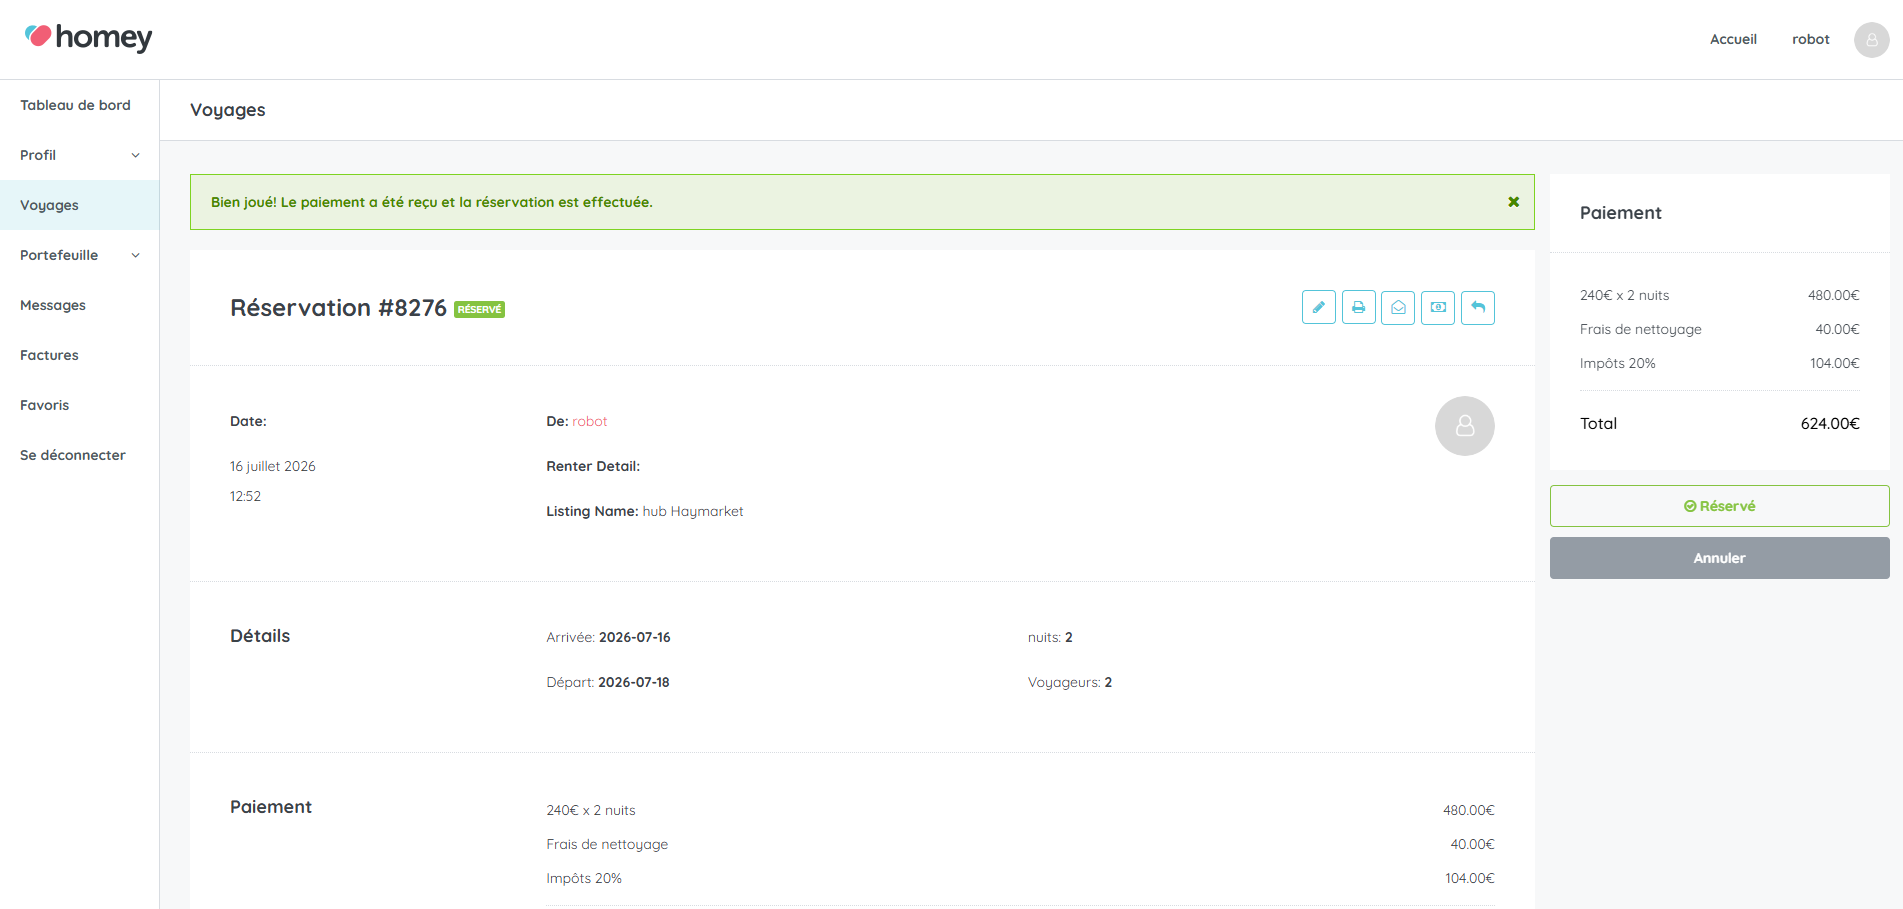 homey
Accueil
robot
Tableau de bord
Profil
Voyages
Portefeuille
Messages
Factures
Favoris
Se déconnecter
Voyages
Bien joué! Le paiement a été reçu et la réservation est effectuée.
Réservation #8276 RÉSERVÉ
Date:
16 juillet 2026
12:52
De: robot
Renter Detail:
Listing Name: hub Haymarket
Détails
Arrivée: 2026-07-16
nuits: 2
Départ: 2026-07-18
Voyageurs: 2
Paiement
240€ x 2 nuits 480.00€
Frais de nettoyage 40.00€
Impôts 20% 104.00€
Paiement
240€ x 2 nuits 480.00€
Frais de nettoyage 40.00€
Impôts 20% 104.00€
Total 624.00€
Réservé
Annuler